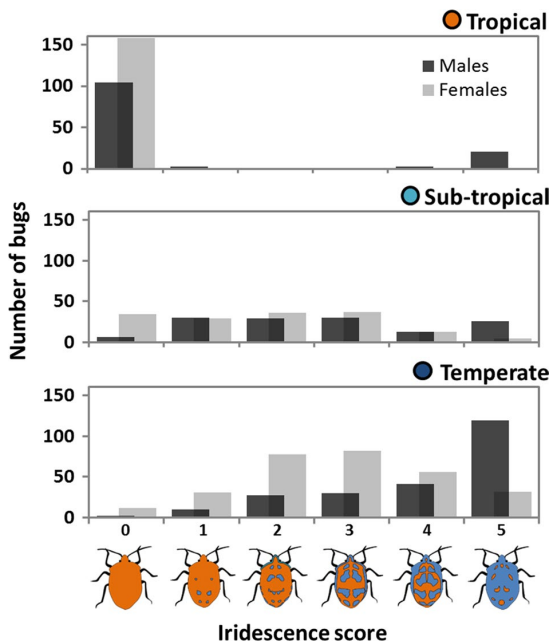 Tropical
150
100
50
0
Males
Females
Sub-tropical
150
100
50
0
Number of bugs
Temperate
150
100
50
0
0 1 2 3 4 5
Iridescence score